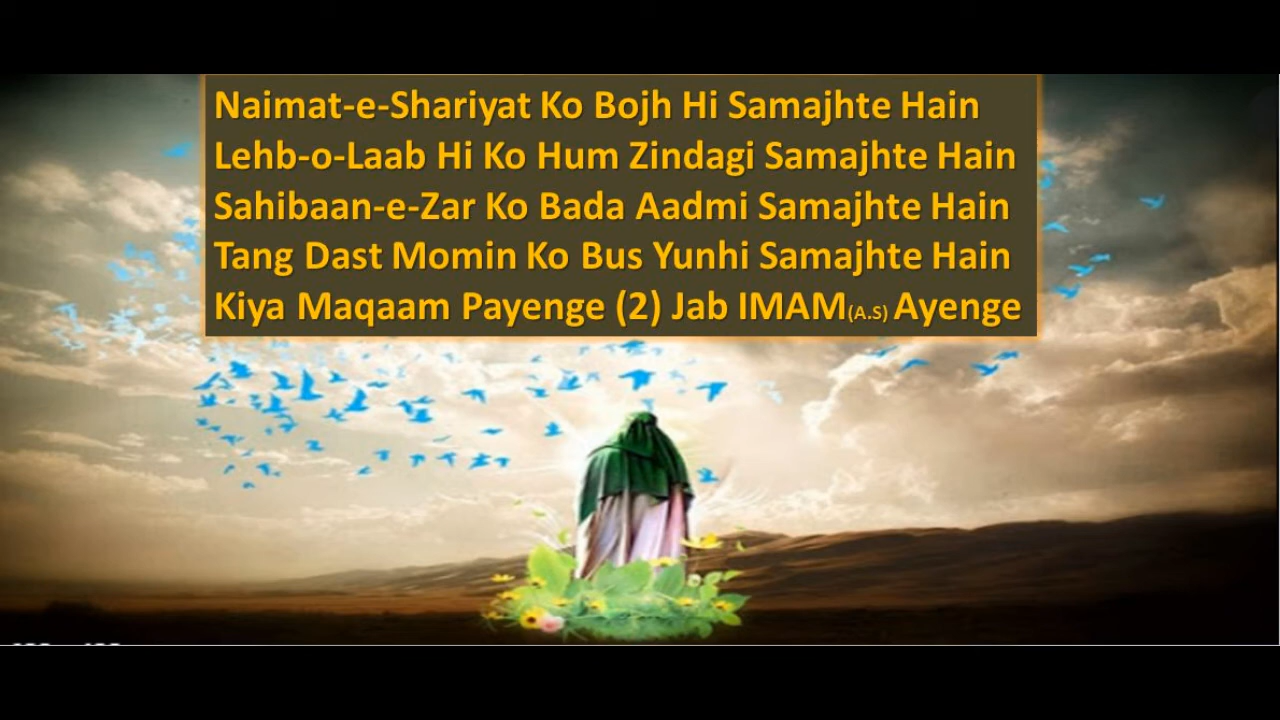 Naimat-e-Shariyat Ko Bojh Hi Samajhte Hain
Lehb-o-Laab Hi Ko Hum Zindagi Samajhte Hain
Sahibaan-e-Zar Ko Bada Aadmi Samajhte Hain
Tang Dast Momin Ko Bus Yunhi Samajhte Hain
Kiya Maqaam Payenge (2) Jab IMAM(A.S) Ayenge